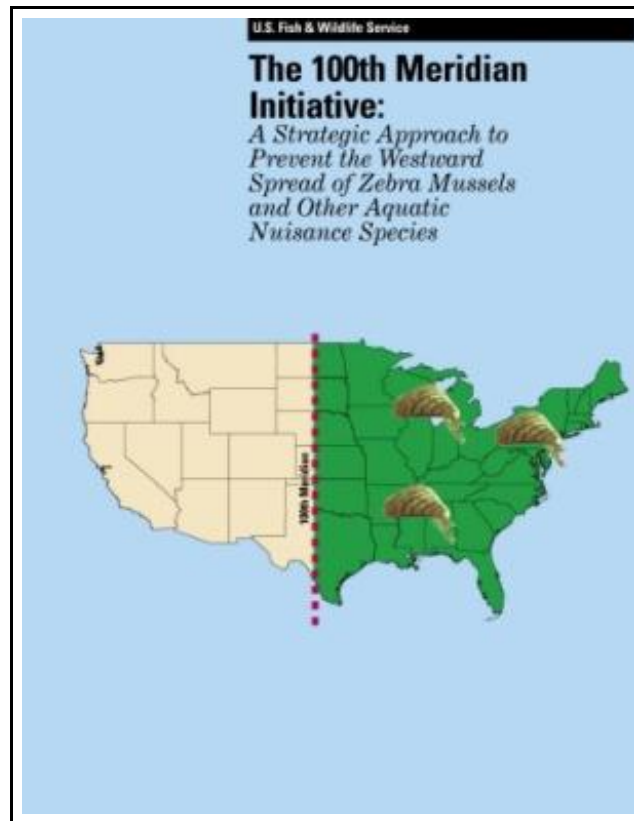 U.S. Fish & Wildlife Service
The 100th Meridian
Initiative:
A Strategic Approach to
Prevent the Westward
Spread of Zebra Mussels
and Other Aquatic
Nuisance Species
100th Meridian